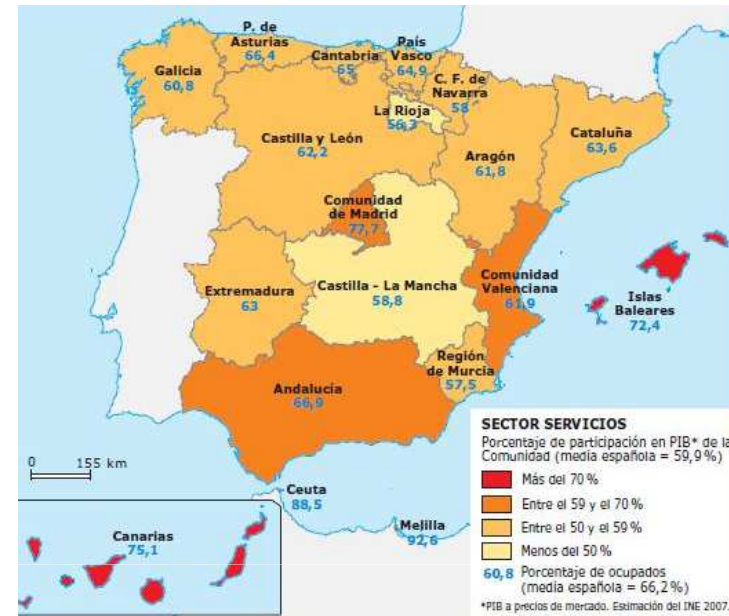 P. de
Asturias
66,4
Cantabria
65
País
Vasco
64,9
Galicia
60,8
C. F. de
Navarra
58
La Rioja
56,3
Castilla y León
62,2
Cataluña
63,6
Aragón
61,8
Comunidad
de Madrid
77,7
Extremadura
63
Castilla - La Mancha
58,8
Comunidad
Valenciana
61,9
Islas
Baleares
72,4
Región
de Murcia
57,5
Andalucía
66,9
0 155 km
Ceuta
88,5
Melilla
92,6
Canarias
75,1
SECTOR SERVICIOS
Porcentaje de participación en PIB* de la
Comunidad (media española = 59,9 %)
Más del 70 %
Entre el 59 y el 70 %
Entre el 50 y el 59 %
Menos del 50 %
60,8 Porcentaje de ocupados
(media española = 66,2 %)
*PIB a precios de mercado. Estimación del INE 2007.